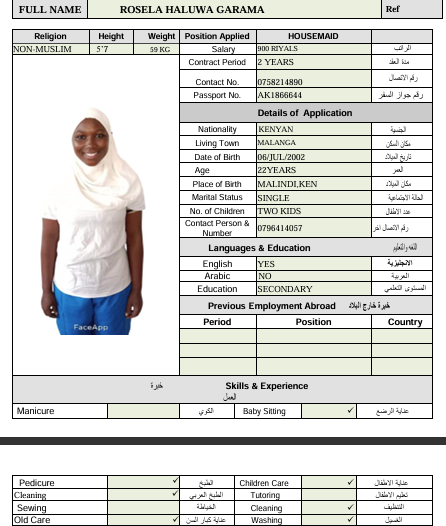 FULL NAME ROSELA HALUWA GARAMA Ref
Religion Height Weight Position Applied HOUSEMAID
NON-MUSLIM 5'7 59 KG Salary 900 RIYALS الراتب
Contract Period 2 YEARS مدة العقد
Contact No. 0758214890 رقم الاتصال
Passport No. AK1866644 رقم جواز السفر
Details of Application
Nationality KENYAN الجنسية
Living Town MALANGA مكان السكن
Date of Birth 06/JUL/2002 تاريخ الميلاد
Age 22YEARS العمر
Place of Birth MALINDI,KEN مكان الميلاد
Marital Status SINGLE الحالة الاجتماعية
No. of Children TWO KIDS عدد الاطفال
Contact Person & Number 0796414057 رقم الاتصال اخر
Languages & Education اللغة والتعليم
English YES الانجليزية
Arabic NO العربية
Education SECONDARY المستوى التعلمي
Previous Employment Abroad خبرة خارج البلاد
Period Position Country
FaceApp
Skills & Experience خبرة
العمل
Manicure الكوي Baby Sitting ✓ عناية الرضع
Pedicure ✓ الطبخ Children Care ✓ عناية الاطفال
Cleaning ✓ الطبخ العربي Tutoring تعليم الاطفال
Sewing الخياطة Cleaning ✓ التنظيف
Old Care ✓ عناية كبار السن Washing ✓ الغسيل